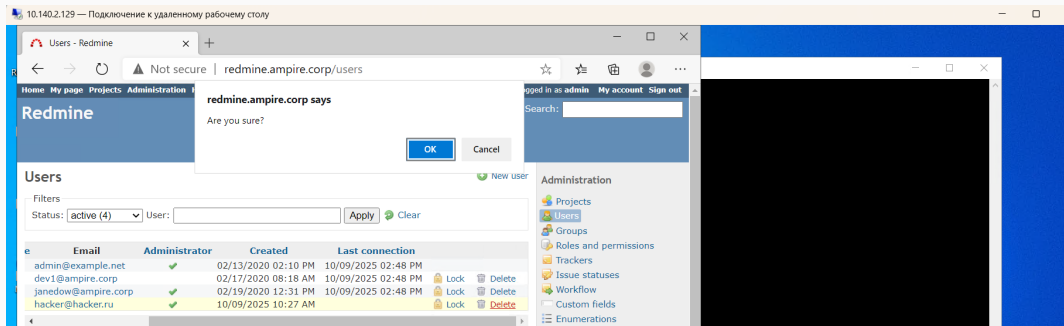 10.140.2.129 — Подключение к удаленному рабочему столу
Users - Redmine
Not secure | redmine.ampire.corp/users
Home My page Projects Administration
logged in as admin My account Sign out
redmine.ampire.corp says
Are you sure?
OK Cancel
Redmine
Search:
Users
New user
Filters
Status: active (4) User: Apply Clear
e Email Administrator Created Last connection
admin@example.net 02/13/2020 02:10 PM 10/09/2025 02:48 PM
dev1@ampire.corp 02/17/2020 08:18 AM 10/09/2025 02:48 PM Lock Delete
janedow@ampire.corp 02/19/2020 12:31 PM 10/09/2025 02:48 PM Lock Delete
hacker@hacker.ru 10/09/2025 10:27 AM Lock Delete
Administration
Projects
Users
Groups
Roles and permissions
Trackers
Issue statuses
Workflow
Custom fields
Enumerations